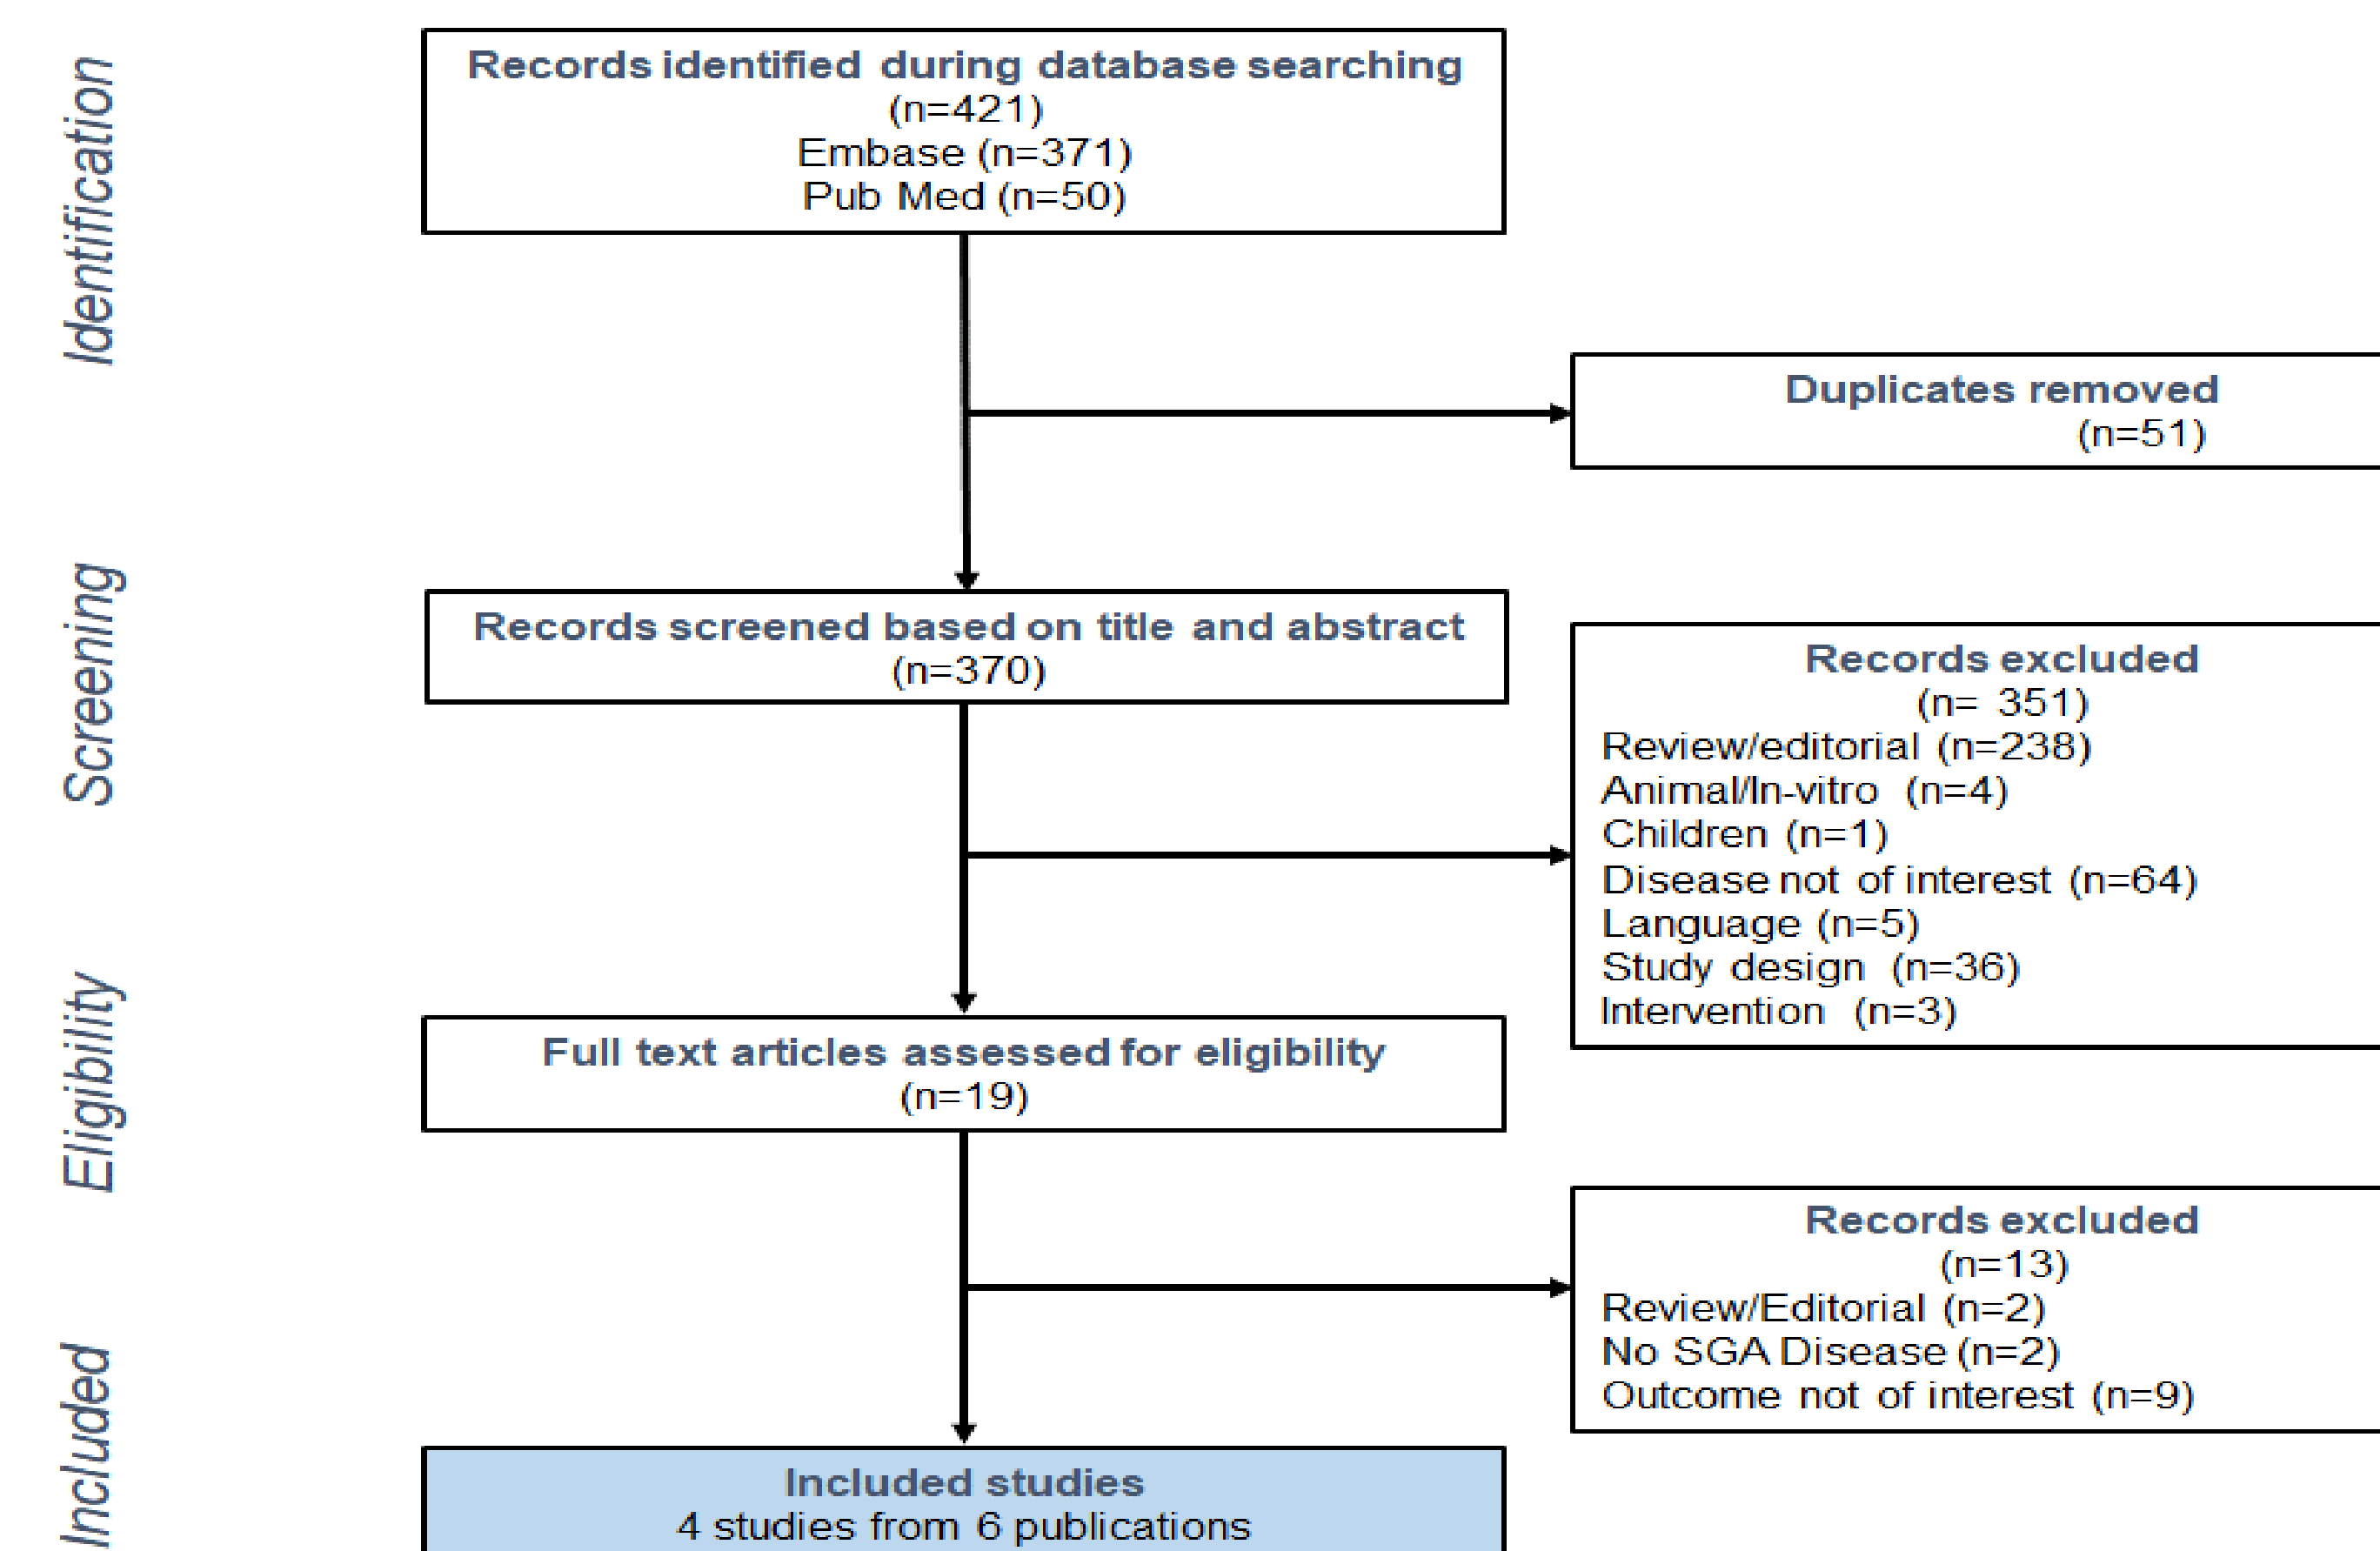 Identification
Records identified during database searching
(n=421)
Embase (n=371)
Pub Med (n=50)
Duplicates removed
(n=51)
Screening
Records screened based on title and abstract
(n=370)
Records excluded
(n= 351)
Review/editorial (n=238)
Animal/In-vitro (n=4)
Children (n=1)
Disease not of interest (n=64)
Language (n=5)
Study design (n=36)
Intervention (n=3)
Eligibility
Full text articles assessed for eligibility
(n=19)
Records excluded
(n=13)
Review/Editorial (n=2)
No SGA Disease (n=2)
Outcome not of interest (n=9)
Included
Included studies
4 studies from 6 publications